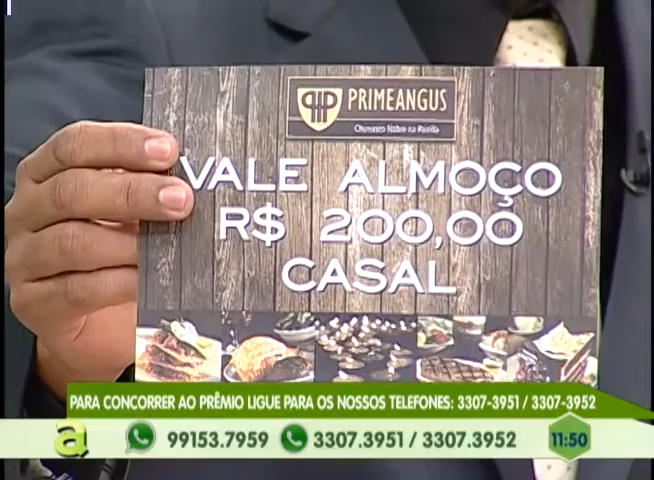 PRIMEANGUS
Churrasco Nobre na Parrilla
VALE ALMOÇO
R$ 200,00
CASAL
PARA CONCORRER AO PRÊMIO LIGUE PARA OS NOSSOS TELEFONES: 3307-3951 / 3307-3952
a 99153.7959 3307.3951 / 3307.3952 11:50